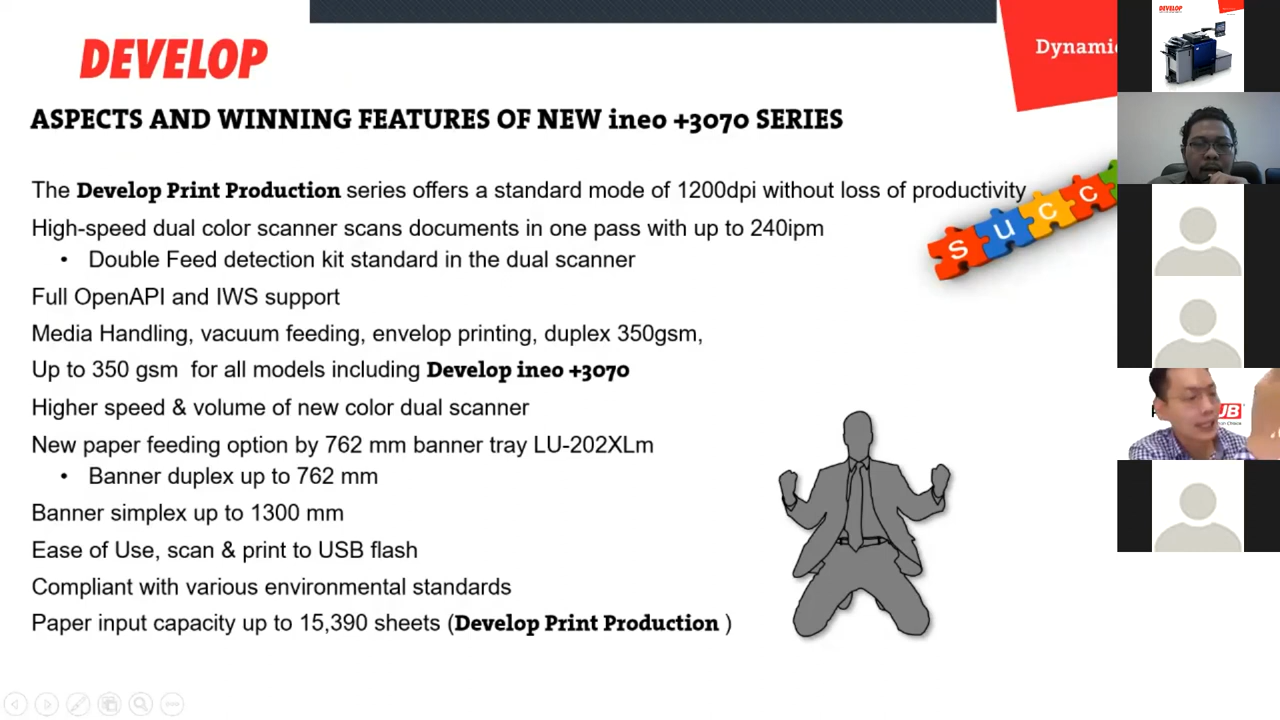 DEVELOP
Dynamic
ASPECTS AND WINNING FEATURES OF NEW ineo +3070 SERIES
The Develop Print Production series offers a standard mode of 1200dpi without loss of productivity
High-speed dual color scanner scans documents in one pass with up to 240ipm
• Double Feed detection kit standard in the dual scanner
Full OpenAPI and IWS support
Media Handling, vacuum feeding, envelop printing, duplex 350gsm,
Up to 350 gsm for all models including Develop ineo +3070
Higher speed & volume of new color dual scanner
New paper feeding option by 762 mm banner tray LU-202XLm
• Banner duplex up to 762 mm
Banner simplex up to 1300 mm
Ease of Use, scan & print to USB flash
Compliant with various environmental standards
Paper input capacity up to 15,390 sheets (Develop Print Production )
succ
DEVELOP
UB